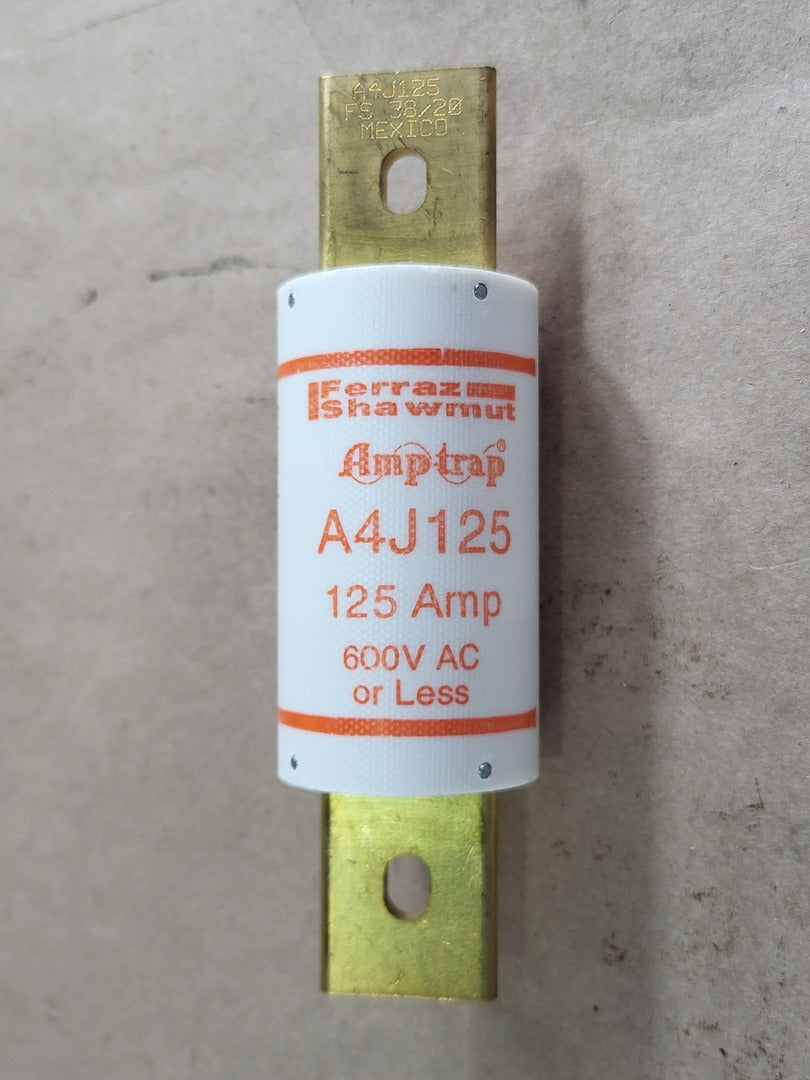 A4J125
FS 38/20
MEXICO
Ferraz
Shawmut
Amp-trap®
A4J125
125 Amp
600V AC
or Less